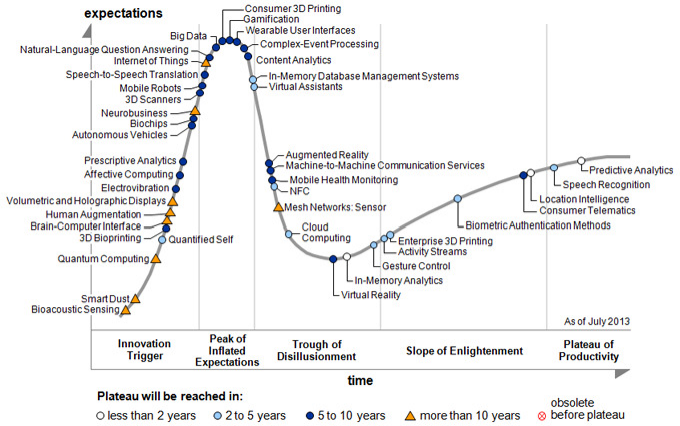 expectations
Consumer 3D Printing
Gamification
Wearable User Interfaces
Big Data
Complex-Event Processing
Natural-Language Question Answering
Content Analytics
Internet of Things
Speech-to-Speech Translation
In-Memory Database Management Systems
Mobile Robots
Virtual Assistants
3D Scanners
Neurobusiness
Biochips
Autonomous Vehicles
Augmented Reality
Prescriptive Analytics
Machine-to-Machine Communication Services
Predictive Analytics
Affective Computing
Mobile Health Monitoring
Speech Recognition
Electrovibration
NFC
Volumetric and Holographic Displays
Location Intelligence
Mesh Networks: Sensor
Consumer Telematics
Human Augmentation
Brain-Computer Interface
Cloud
Computing
Biometric Authentication Methods
3D Bioprinting
Quantified Self
Enterprise 3D Printing
Activity Streams
Quantum Computing
Gesture Control
In-Memory Analytics
Smart Dust
Virtual Reality
Bioacoustic Sensing
As of July 2013
Innovation
Trigger
Peak of
Inflated
Expectations
Trough of
Disillusionment
Slope of Enlightenment
Plateau of
Productivity
time
Plateau will be reached in:
less than 2 years
2 to 5 years
5 to 10 years
more than 10 years
obsolete
before plateau